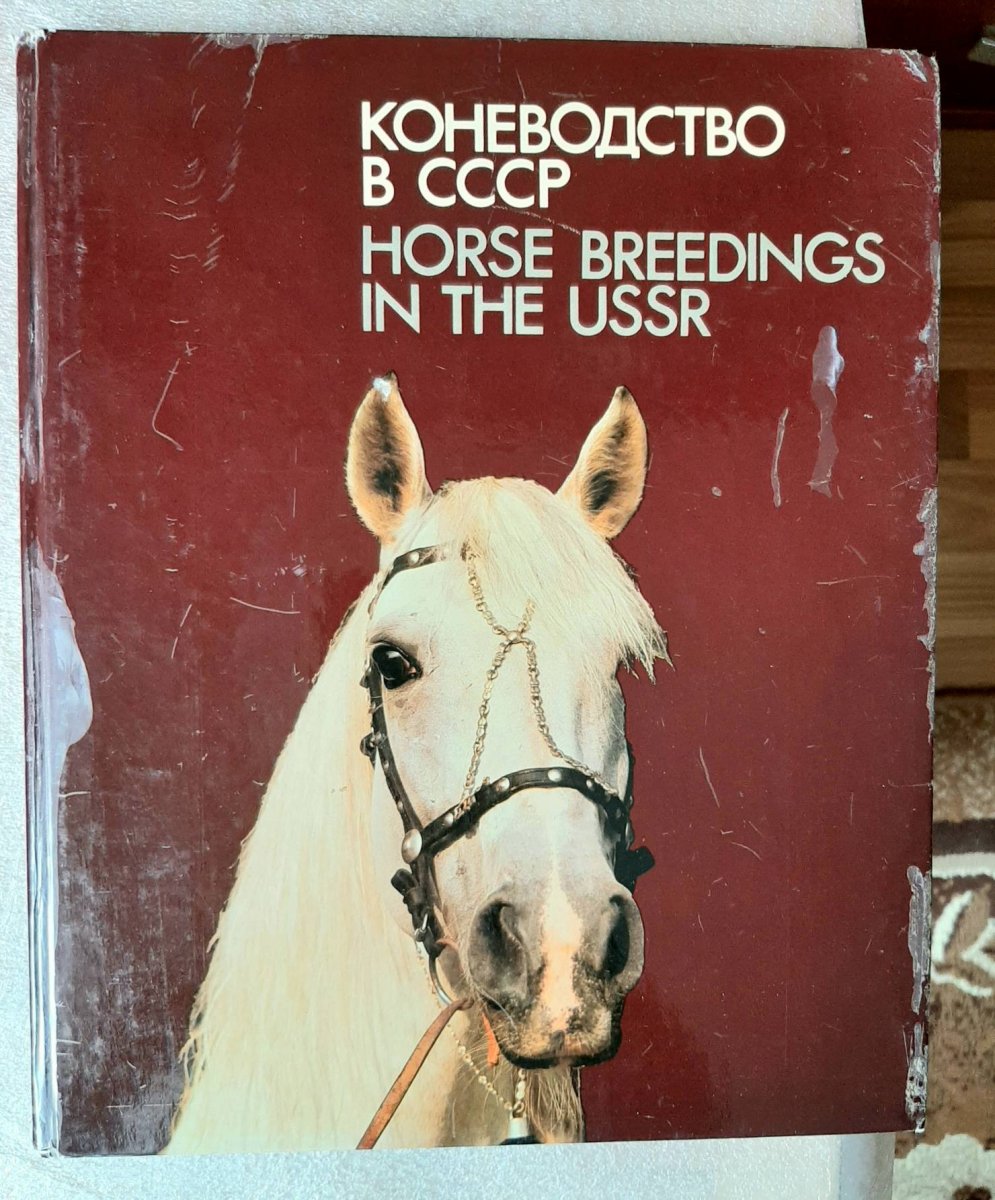 КОНЕВОДСТВО
В СССР
HORSE BREEDINGS
IN THE USSR